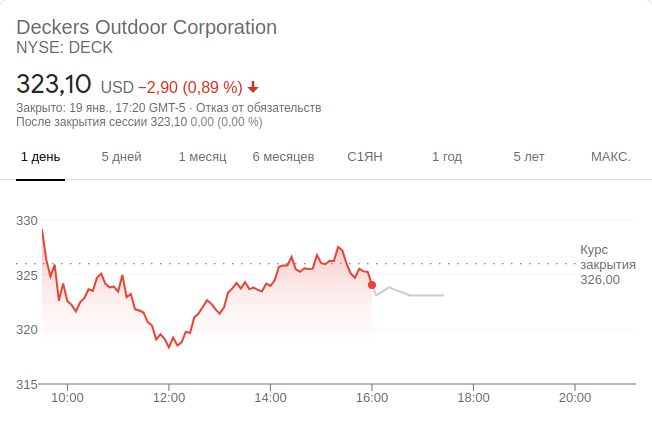 Deckers Outdoor Corporation
NYSE: DECK
323,10 USD −2,90 (0,89 %)
Закрыто: 19 янв., 17:20 GMT-5 · Отказ от обязательств
После закрытия сессии 323,10 0,00 (0,00 %)
1 день 5 дней 1 месяц 6 месяцев С1ЯН 1 год 5 лет МАКС.
330
325
320
315
Курс
закрытия
326,00
10:00 12:00 14:00 16:00 18:00 20:00